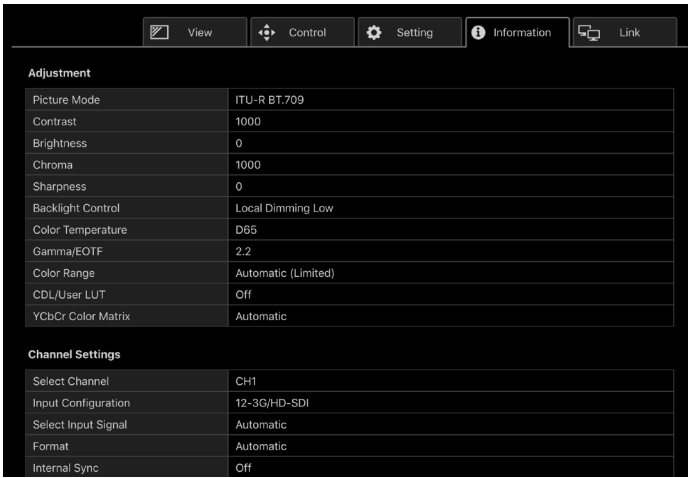 View Control Setting Information Link
Adjustment
Picture Mode ITU-R BT.709
Contrast 1000
Brightness 0
Chroma 1000
Sharpness 0
Backlight Control Local Dimming Low
Color Temperature D65
Gamma/EOTF 2.2
Color Range Automatic (Limited)
CDL/User LUT Off
YCbCr Color Matrix Automatic
Channel Settings
Select Channel CH1
Input Configuration 12-3G/HD-SDI
Select Input Signal Automatic
Format Automatic
Internal Sync Off